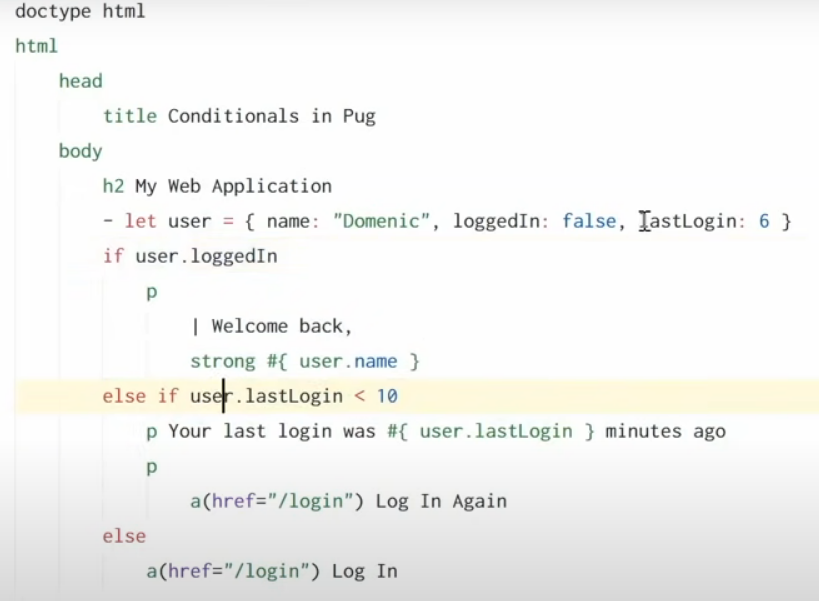 doctype html
html
head
title Conditionals in Pug
body
h2 My Web Application
- let user = { name: "Domenic", loggedIn: false, lastLogin: 6 }
if user.loggedIn
p
| Welcome back,
strong #{ user.name }
else if user.lastLogin < 10
p Your last login was #{ user.lastLogin } minutes ago
p
a(href="/login") Log In Again
else
a(href="/login") Log In